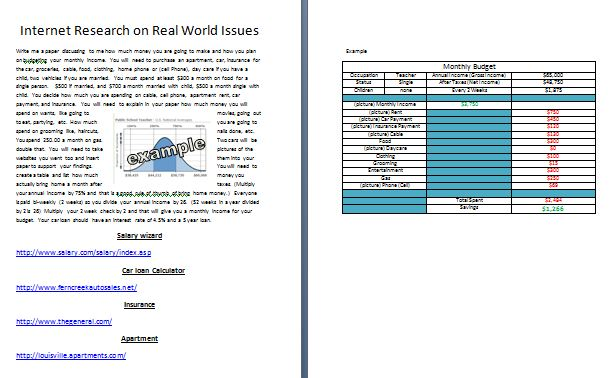 Internet Research on Real World Issues
Write me a paper discussing to me how much money you are going to make and how you plan
on budgeting your monthly income. You will need to purchase an apartment, car, insurance for
the car, groceries, cable, food, clothing, home phone or (cell Phone), day care if you have a
child, two vehicles if you are married. You must spend at least $300 a month on food for a
single person. $500 if married, and $700 a month married with child, $500 a month single with
child. You decide how much you are spending on cable, cell phone, apartment rent, car
payment, and insurance. You will need to explain in your paper how much money you will
spend on wants, like going to movies, going out
to eat, partying, etc. How much you are going to
spend on grooming like, haircuts, nails done, etc.
You spend 250.00 a month on gas. Two cars will be
double that. You will need to take pictures of the
websites you went too and insert them into your
paper to support your findings. You will need to
create a table and list how much money you
actually bring home a month after taxes. (Multiply
your annual income by 75% and that is a good rule of thumb of bring home money.) Everyone
is paid bi-weekly (2 weeks) so you divide your annual income by 26. (52 weeks in a year divided
by 2 is 26) Multiply your 2 week check by 2 and that will give you a monthly income for your
budget. Your car loan should have an interest rate of 4.5% and a 5 year loan.
Public School Teacher - U.S. National Averages
example
Salary wizard
http://www.salary.com/salary/index.asp
Car loan Calculator
http://www.ferncreekautosales.net/
Insurance
http://www.thegeneral.com/
Apartment
http://louisville.apartments.com/
Example
Monthly Budget
Occupation Teacher Annual Income (Gross Income) $65,000
Status Single After Taxes (Net Income) $48,750
Children none Every 2 Weeks $1,875
(picture) Monthly Income $3,750
(picture) Rent $750
(picture) Car Payment $450
(picture) Insurance Payment $120
(picture) Cable $120
Food $300
(picture) Daycare $0
Clothing $100
Grooming $15
Entertainment $300
Gas $250
(picture) Phone (Cell)
Total Spent $2,484
Savings $1,266